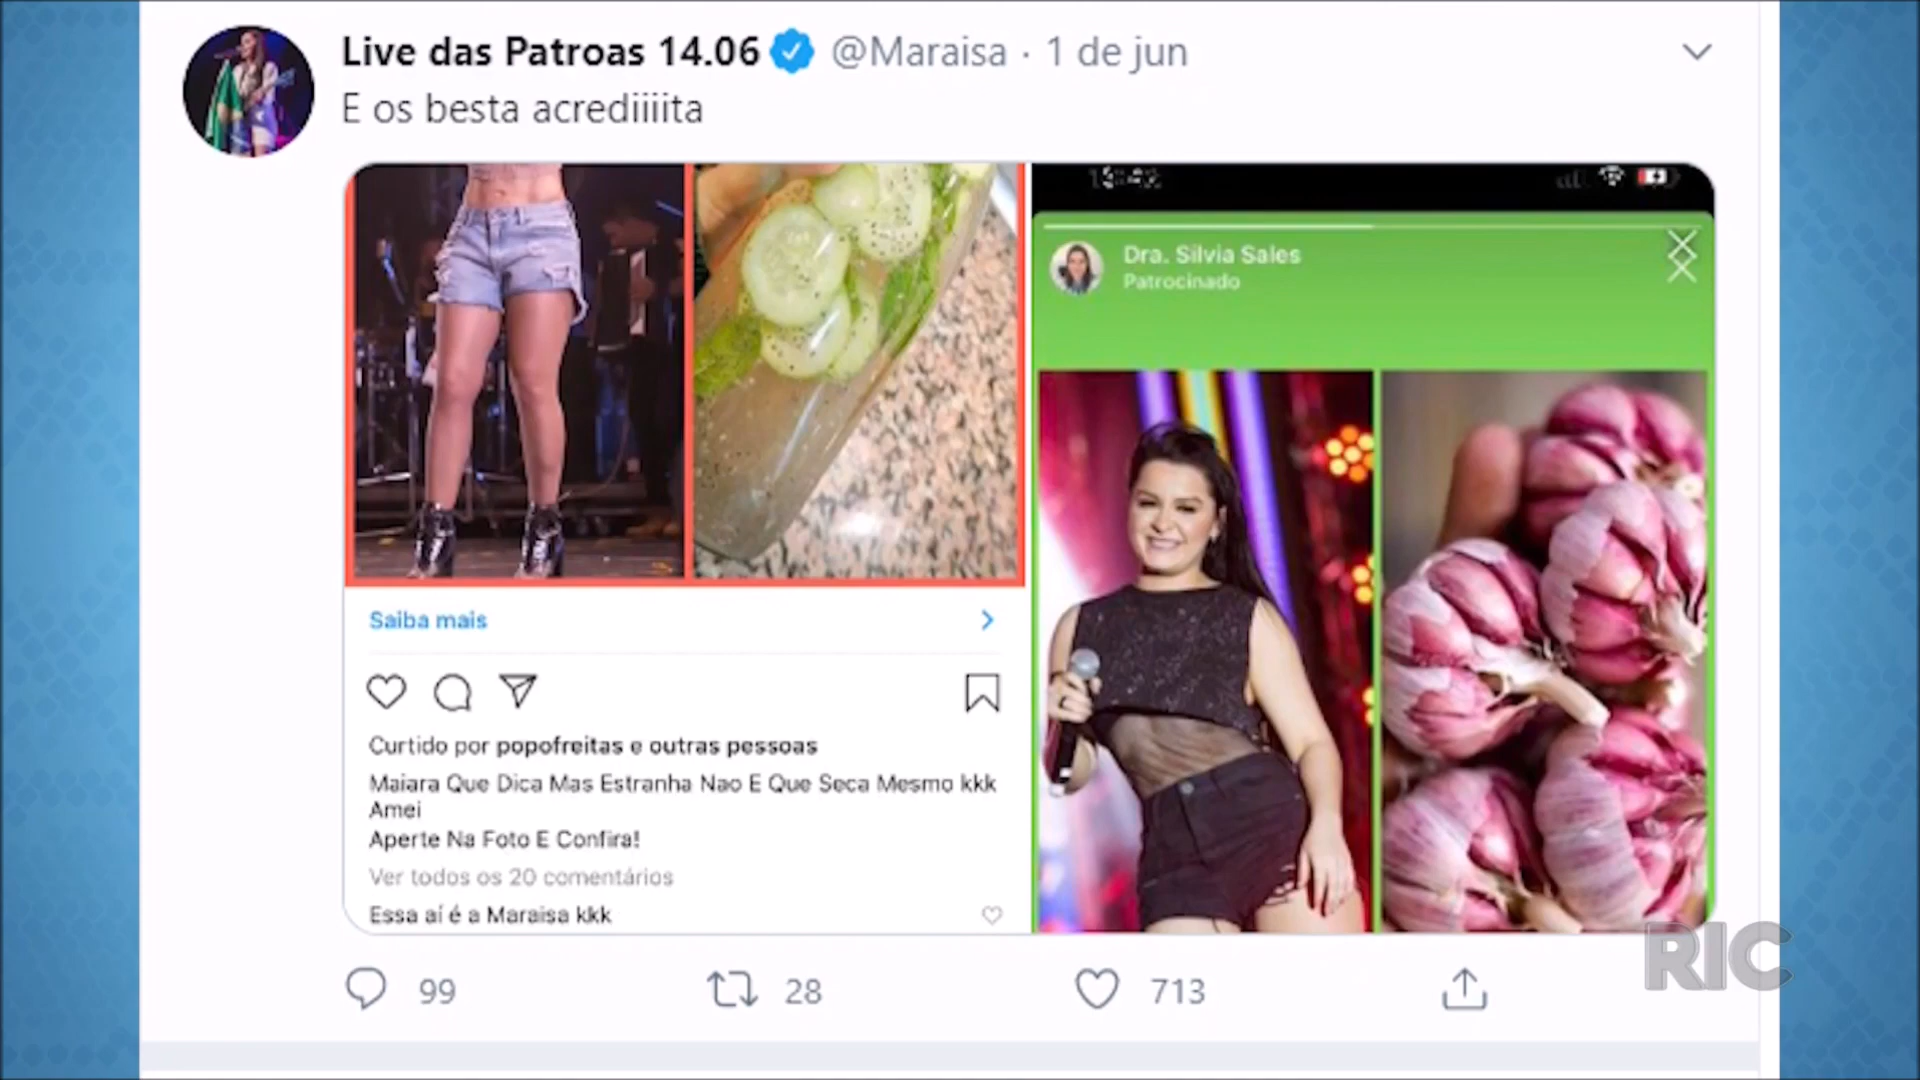 Live das Patroas 14.06 @Maraisa · 1 de jun
E os besta acrediiiiita
Saiba mais
Curtido por popofreitas e outras pessoas
Maiara Que Dica Mas Estranha Nao E Que Seca Mesmo kkk
Amei
Aperte Na Foto E Confira!
Ver todos os 20 comentários
Essa aí é a Maraisa kkk
Dra. Silvia Sales
Patrocinado
99 28 713
RIC